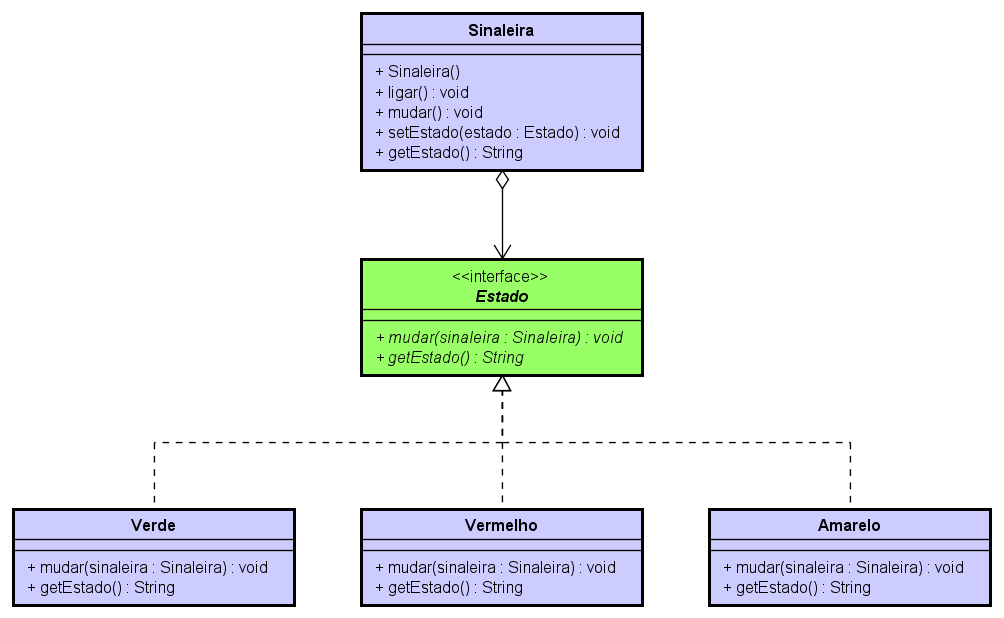 Sinaleira
+ Sinaleira()
+ ligar() : void
+ mudar() : void
+ setEstado(estado : Estado) : void
+ getEstado() : String
<<interface>>
Estado
+ mudar(sinaleira : Sinaleira) : void
+ getEstado() : String
Verde
+ mudar(sinaleira : Sinaleira) : void
+ getEstado() : String
Vermelho
+ mudar(sinaleira : Sinaleira) : void
+ getEstado() : String
Amarelo
+ mudar(sinaleira : Sinaleira) : void
+ getEstado() : String